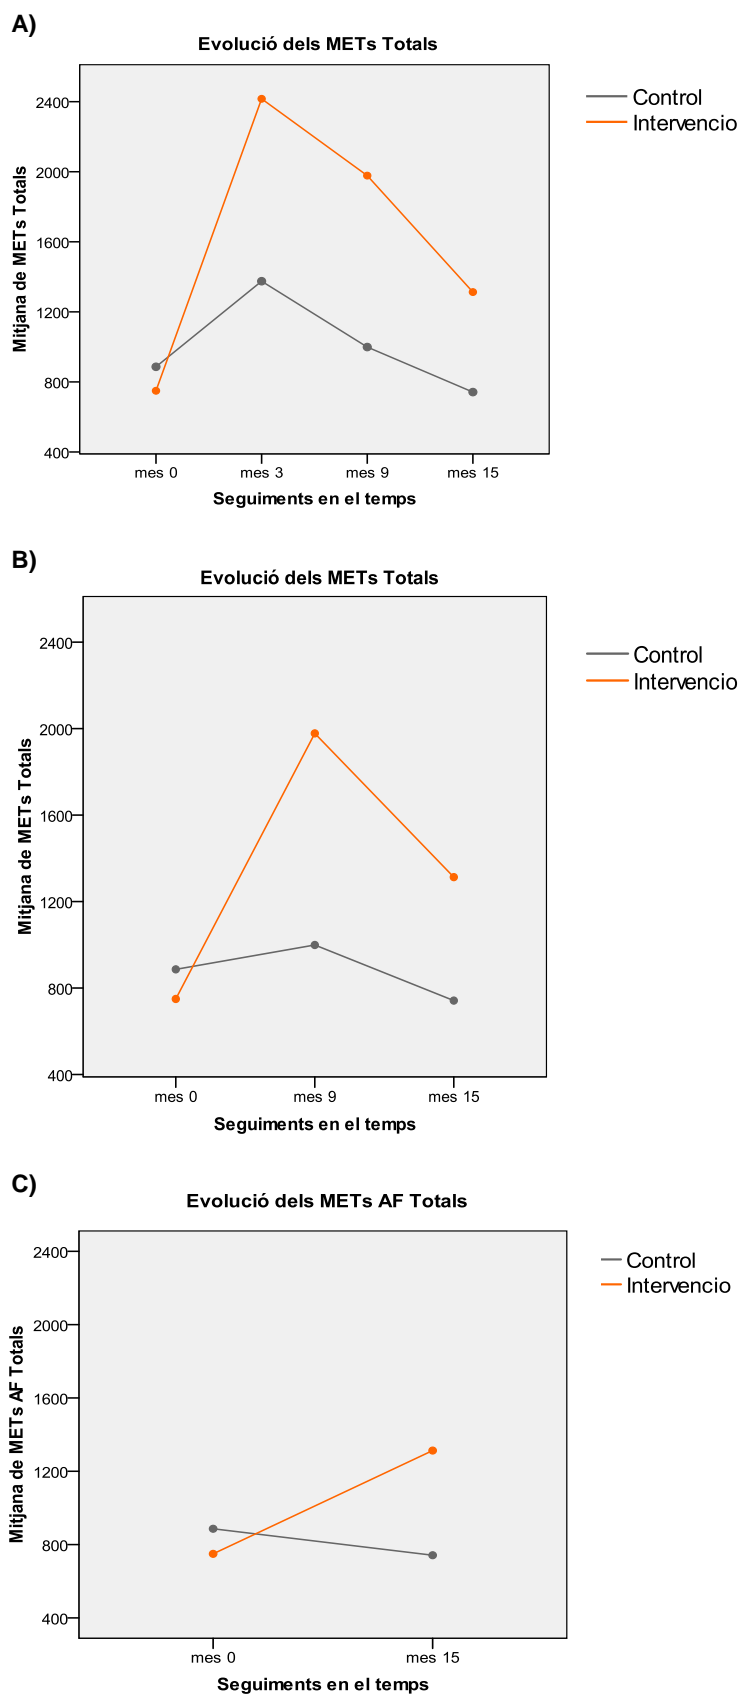 A)
Evolució dels METs Totals
Control
Intervencio
Mitjana de METs Totals
2400
2000
1600
1200
800
400
mes 0 mes 3 mes 9 mes 15
Seguiments en el temps
B)
Evolució dels METs Totals
Control
Intervencio
Mitjana de METs Totals
2400
2000
1600
1200
800
400
mes 0 mes 9 mes 15
Seguiments en el temps
C)
Evolució dels METs AF Totals
Control
Intervencio
Mitjana de METs AF Totals
2400
2000
1600
1200
800
400
mes 0 mes 15
Seguiments en el temps